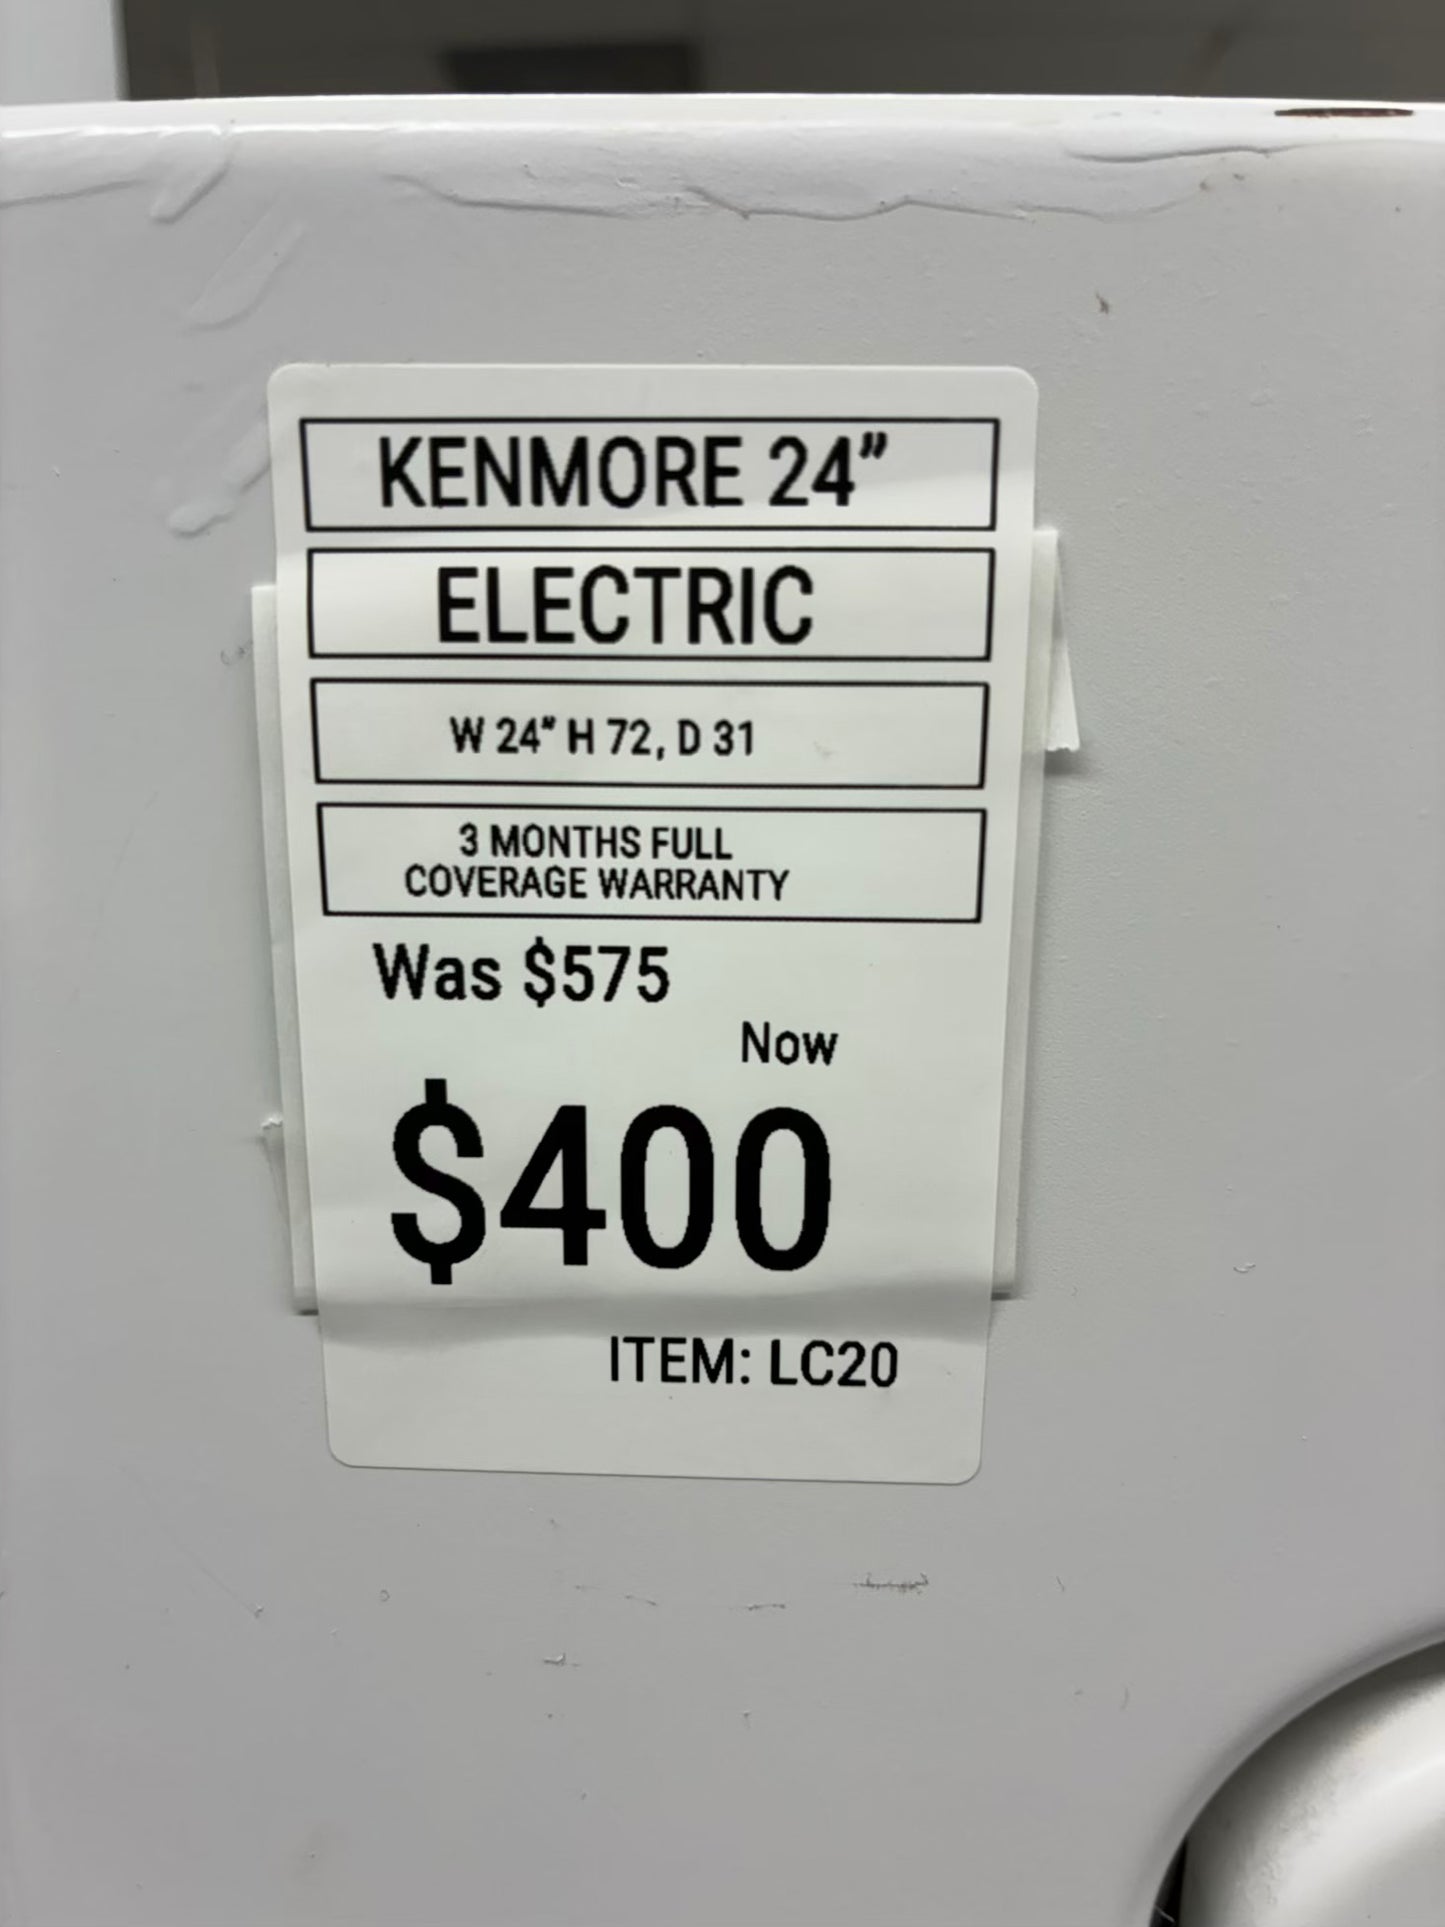 KENMORE 24”
ELECTRIC
W 24" H 72, D 31
3 MONTHS FULL
COVERAGE WARRANTY
Was $575
Now
$400
ITEM: LC20